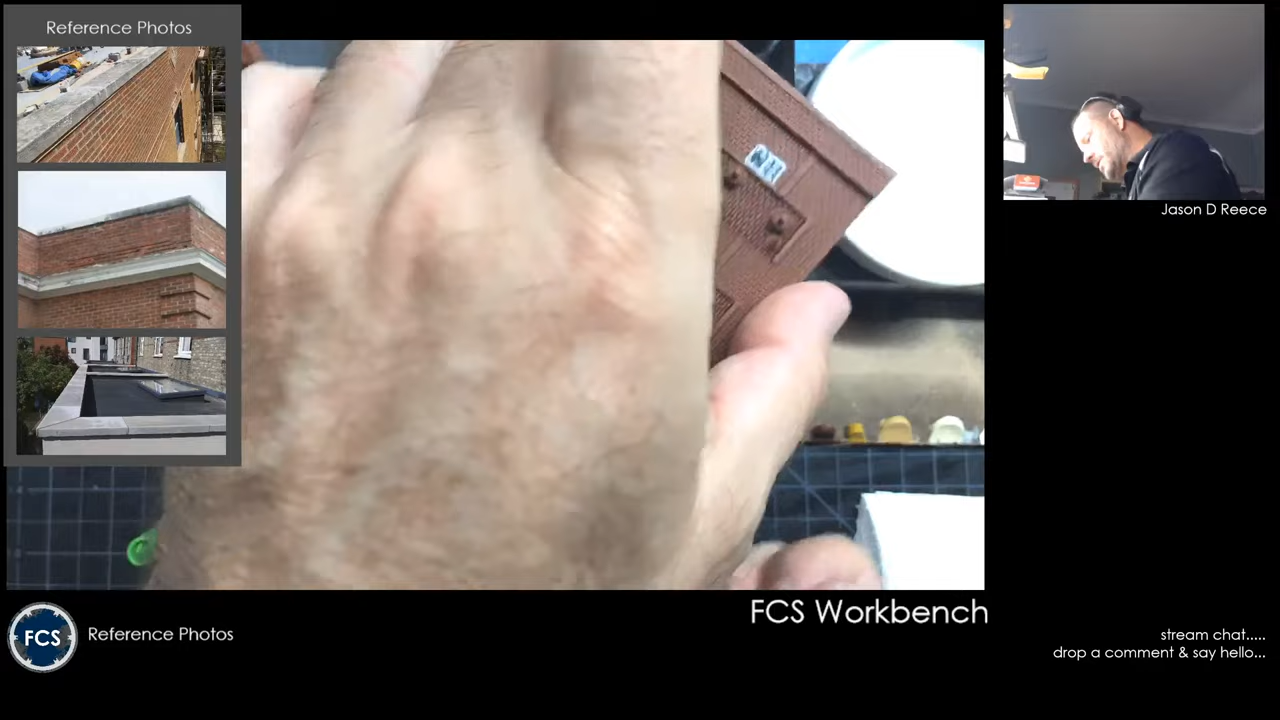 Reference Photos
Jason D Reece
FCS Workbench
FCS
Reference Photos
stream chat.....
drop a comment & say hello...